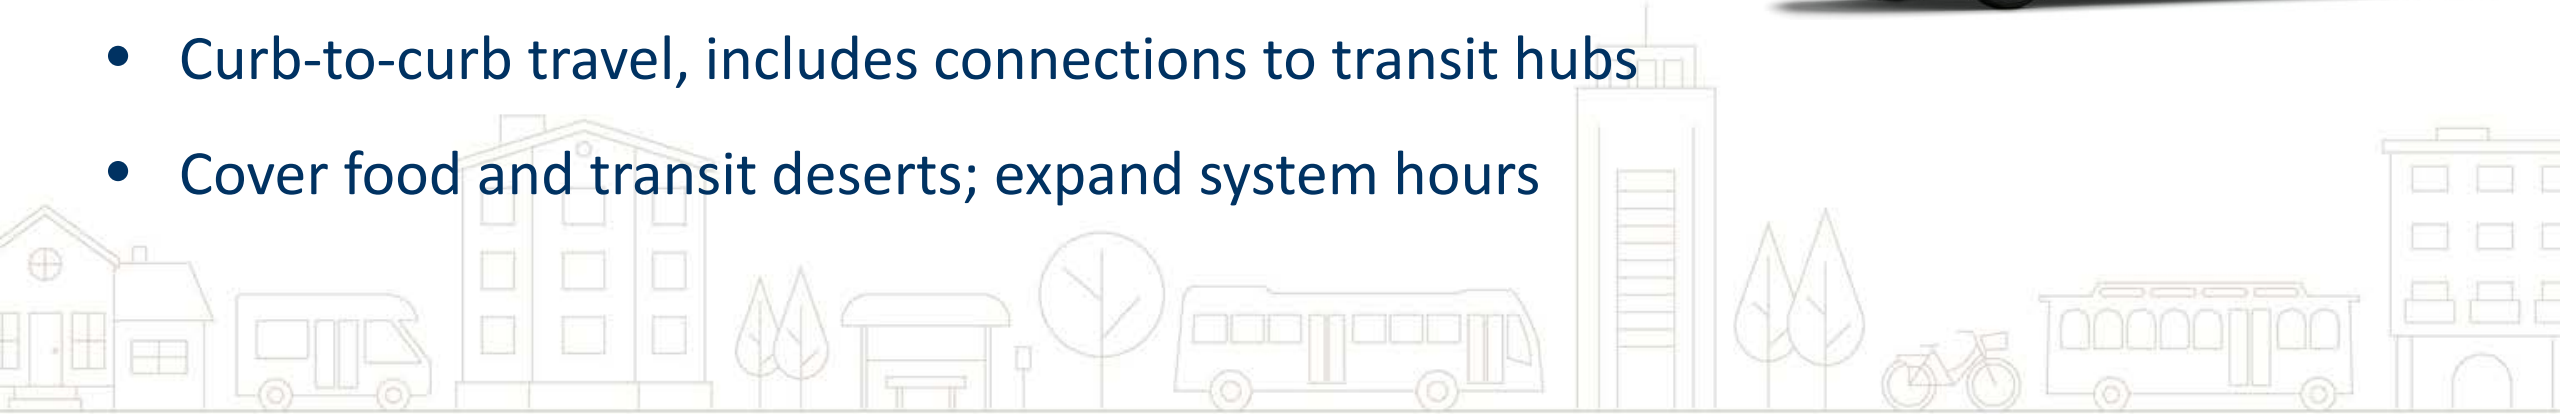 • Curb-to-curb travel, includes connections to transit hubs
• Cover food and transit deserts; expand system hours